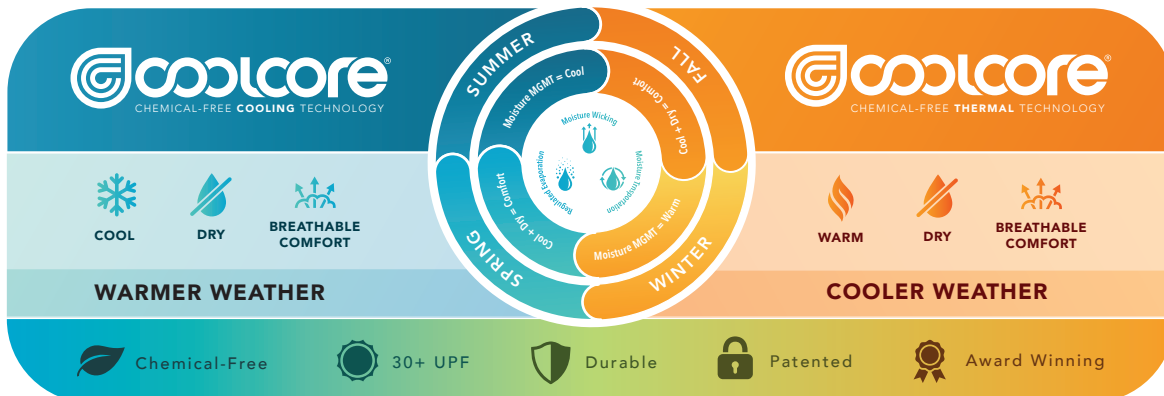 coolcore®
CHEMICAL-FREE COOLING TECHNOLOGY
COOL
DRY
BREATHABLE
COMFORT
WARMER WEATHER
SUMMER
FALL
WINTER
SPRING
Moisture MGMT = Cool
Cool + Dry = Comfort
Moisture MGMT = Warm
Cool + Dry = Comfort
Moisture Wicking
Moisture Trnsportation
Regulated Evaporation
coolcore®
CHEMICAL-FREE THERMAL TECHNOLOGY
WARM
DRY
BREATHABLE
COMFORT
COOLER WEATHER
Chemical-Free
30+ UPF
Durable
Patented
Award Winning